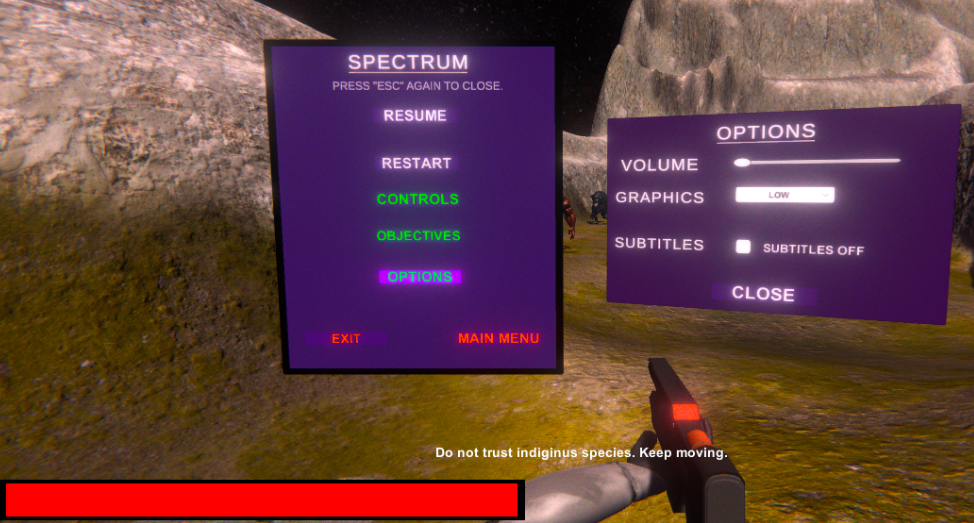 SPECTRUM
PRESS "ESC" AGAIN TO CLOSE.
RESUME
RESTART
CONTROLS
OBJECTIVES
OPTIONS
EXIT
MAIN MENU
OPTIONS
VOLUME
GRAPHICS
LOW
SUBTITLES
SUBTITLES OFF
CLOSE
Do not trust indiginus species. Keep moving.